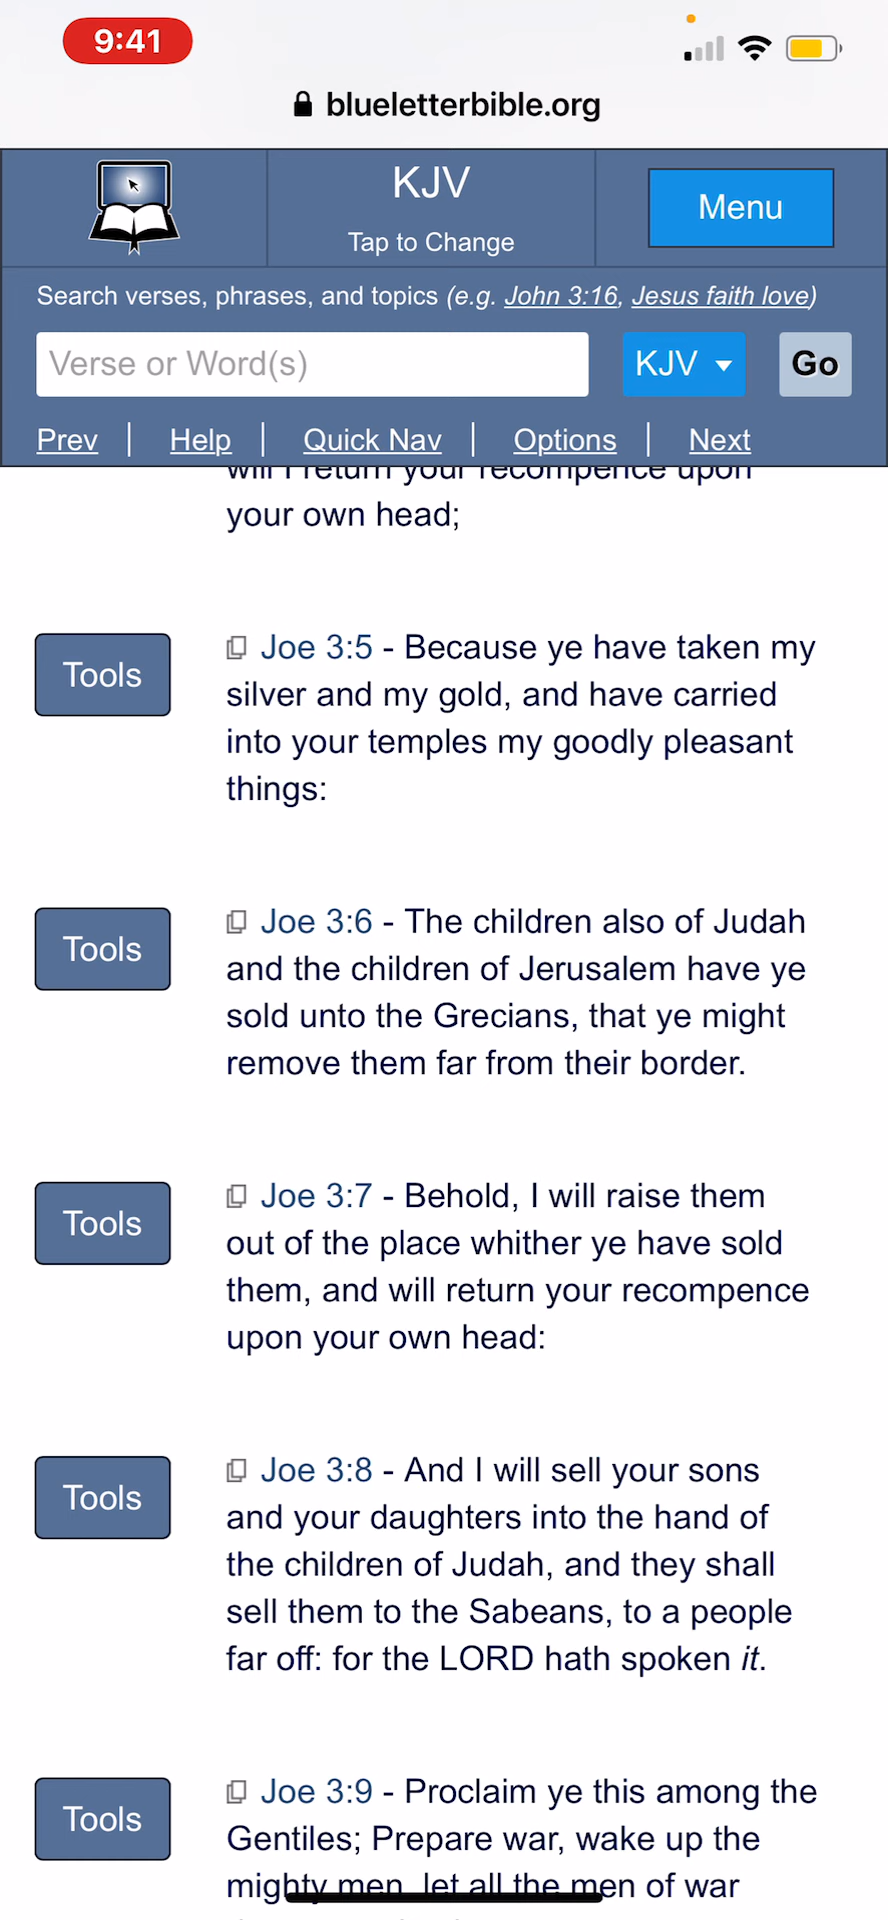 9:41
blueletterbible.org
KJV
Tap to Change
Menu
Search verses, phrases, and topics (e.g. John 3:16, Jesus faith love)
Verse or Word(s)
KJV
Go
Prev | Help | Quick Nav | Options | Next
will I return your recompence upon
your own head;
Tools
Joe 3:5 - Because ye have taken my
silver and my gold, and have carried
into your temples my goodly pleasant
things:
Tools
Joe 3:6 - The children also of Judah
and the children of Jerusalem have ye
sold unto the Grecians, that ye might
remove them far from their border.
Tools
Joe 3:7 - Behold, I will raise them
out of the place whither ye have sold
them, and will return your recompence
upon your own head:
Tools
Joe 3:8 - And I will sell your sons
and your daughters into the hand of
the children of Judah, and they shall
sell them to the Sabeans, to a people
far off: for the LORD hath spoken it.
Tools
Joe 3:9 - Proclaim ye this among the
Gentiles; Prepare war, wake up the
mighty men, let all the men of war